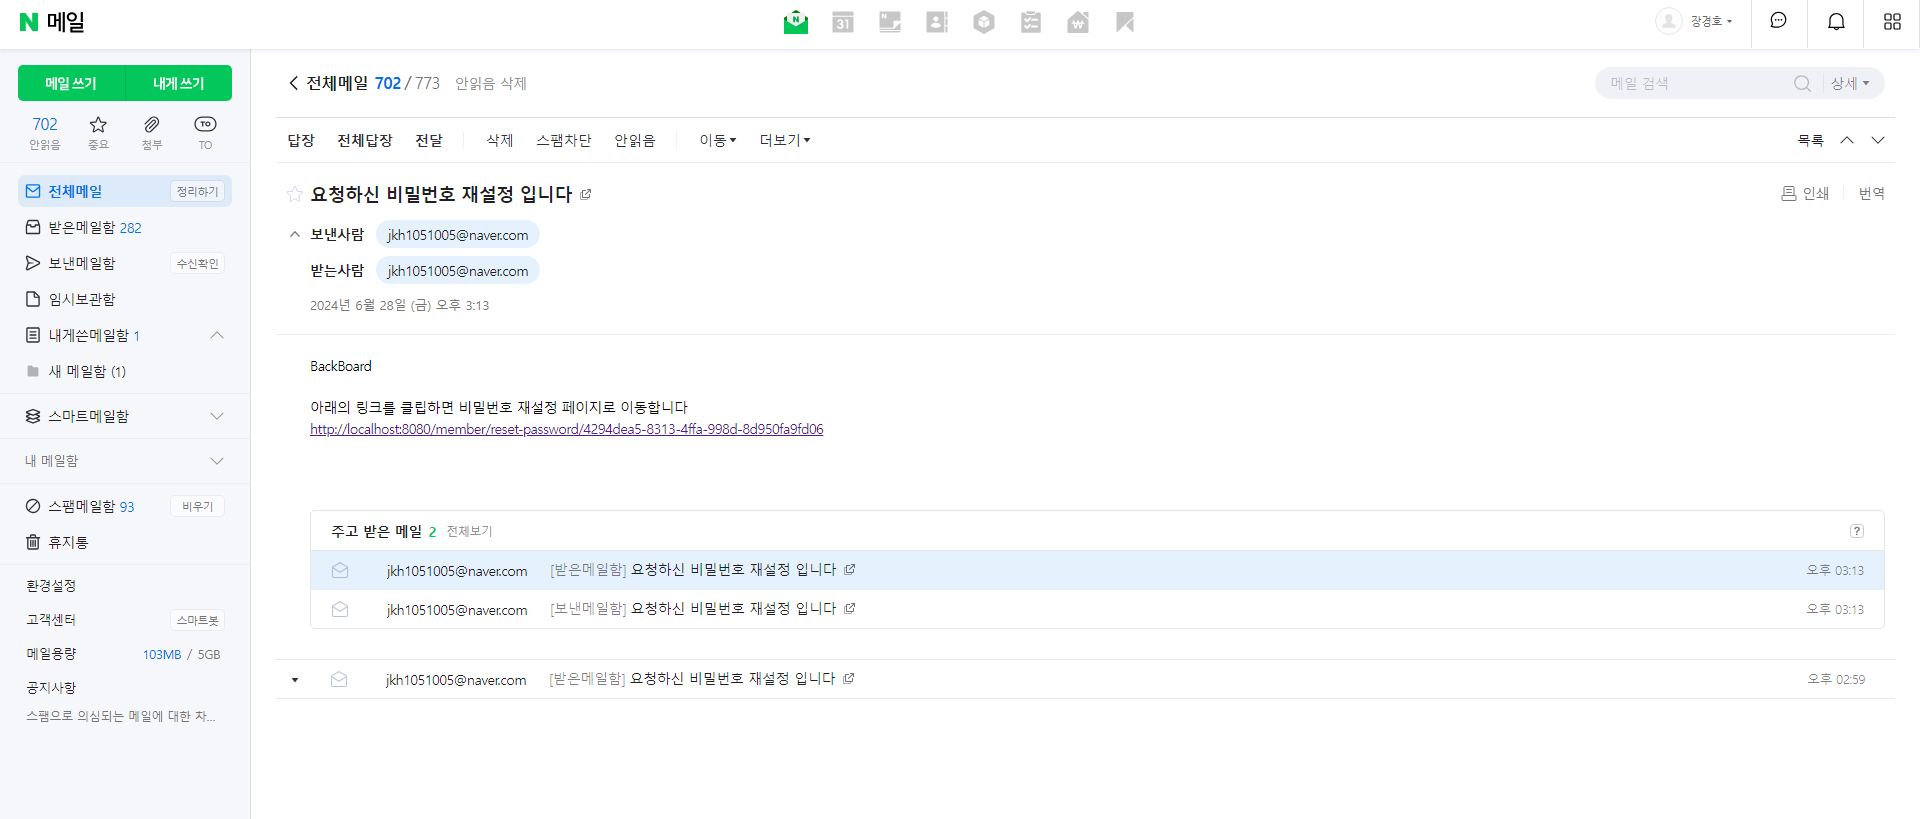 N 메일
N
31
장경호
메일 쓰기
내게 쓰기
702
안읽음
중요
첨부
TO
TO
전체메일
정리하기
받은메일함 282
보낸메일함
수신확인
임시보관함
내게쓴메일함 1
새 메일함 (1)
스마트메일함
내 메일함
스팸메일함 93
비우기
휴지통
환경설정
고객센터
스마트봇
메일용량
103MB / 5GB
공지사항
스팸으로 의심되는 메일에 대한 차...
전체메일 702 / 773 안읽음 삭제
메일 검색
상세
답장 전체답장 전달 삭제 스팸차단 안읽음 이동 더보기
목록
요청하신 비밀번호 재설정 입니다
인쇄 번역
보낸사람 jkh1051005@naver.com
받는사람 jkh1051005@naver.com
2024년 6월 28일 (금) 오후 3:13
BackBoard
아래의 링크를 클립하면 비밀번호 재설정 페이지로 이동합니다
http://localhost:8080/member/reset-password/4294dea5-8313-4ffa-998d-8d950fa9fd06
주고 받은 메일 2 전체보기
?
jkh1051005@naver.com [받은메일함] 요청하신 비밀번호 재설정 입니다 오후 03:13
jkh1051005@naver.com [보낸메일함] 요청하신 비밀번호 재설정 입니다 오후 03:13
jkh1051005@naver.com [받은메일함] 요청하신 비밀번호 재설정 입니다 오후 02:59